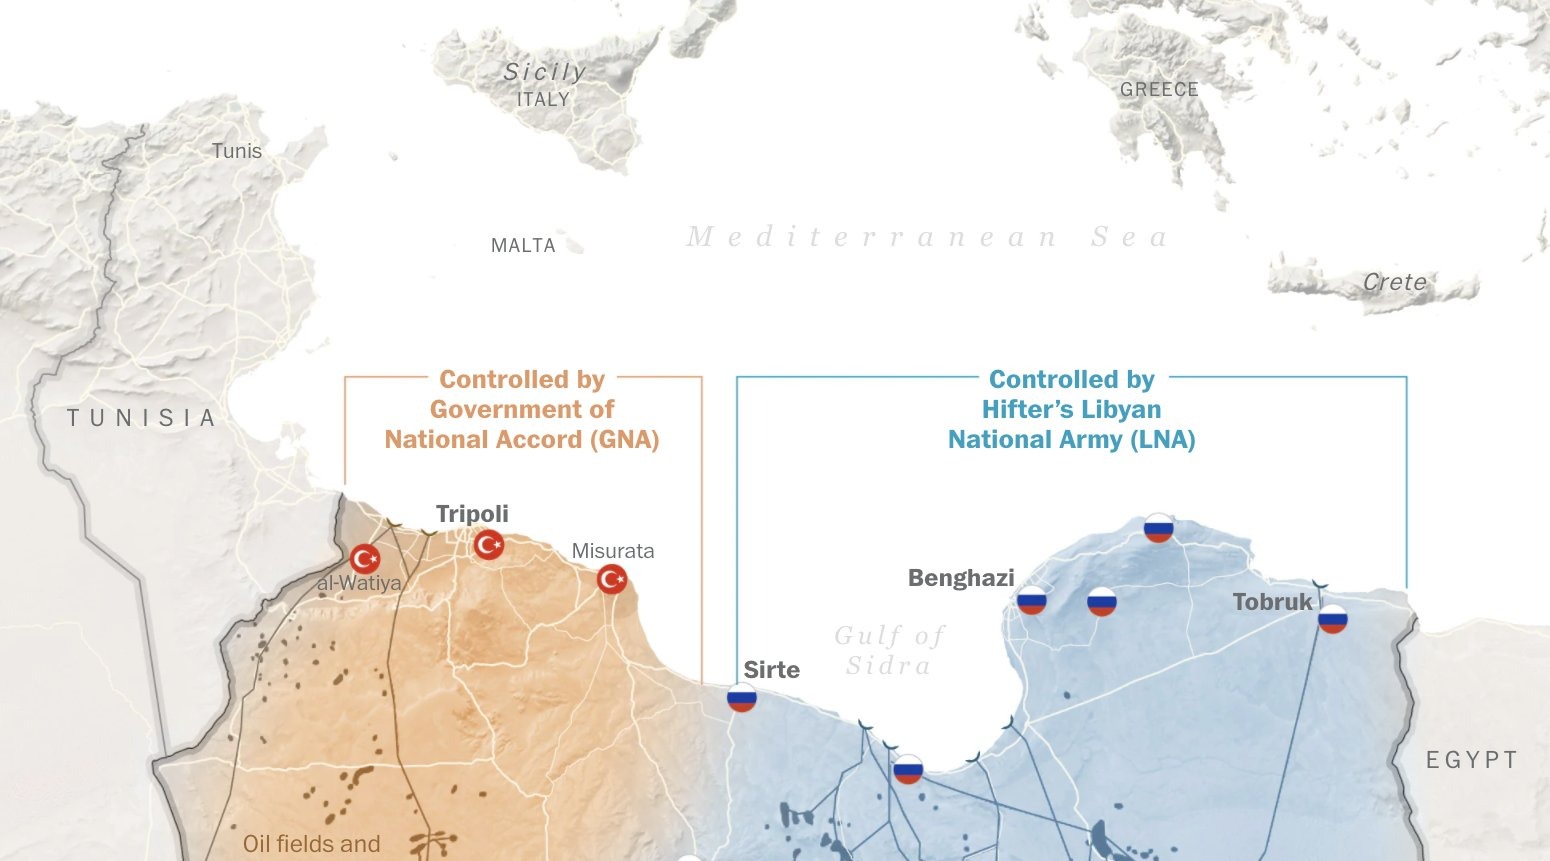 Sicily
ITALY
GREECE
Tunis
MALTA
Mediterranean Sea
Crete
TUNISIA
Controlled by
Government of
National Accord (GNA)
Controlled by
Hifter’s Libyan
National Army (LNA)
Tripoli
Misurata
al-Watiya
Benghazi
Tobruk
Gulf of
Sidra
Sirte
EGYPT
Oil fields and